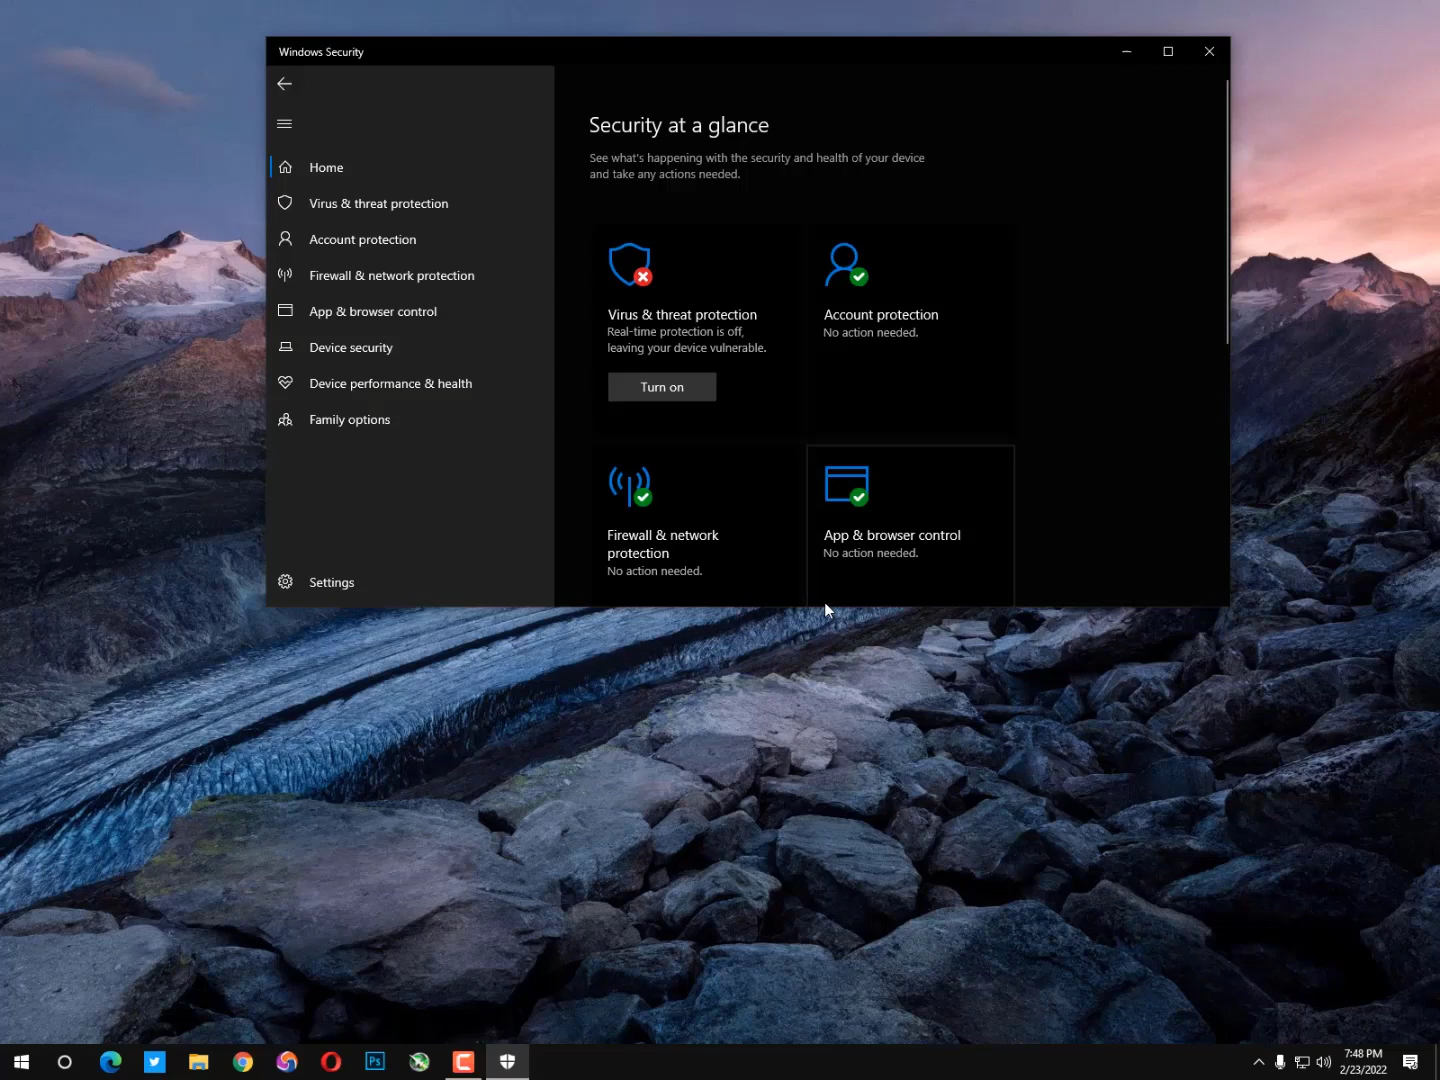 Windows Security
Home
Virus & threat protection
Account protection
Firewall & network protection
App & browser control
Device security
Device performance & health
Family options
Settings
Security at a glance
See what's happening with the security and health of your device
and take any actions needed.
Virus & threat protection
Real-time protection is off,
leaving your device vulnerable.
Turn on
Account protection
No action needed.
Firewall & network
protection
No action needed.
App & browser control
No action needed.
Ps
7:48 PM
2/23/2022